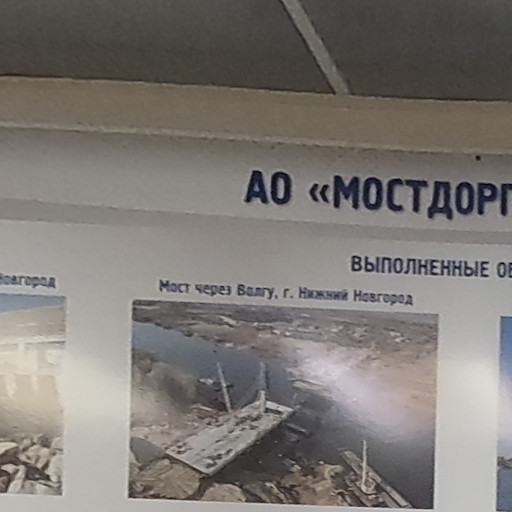 АО «МОСТДОРГ
ВЫПОЛНЕННЫЕ ОБ
Новгород
Мост через Волгу, г. Нижний Новгород